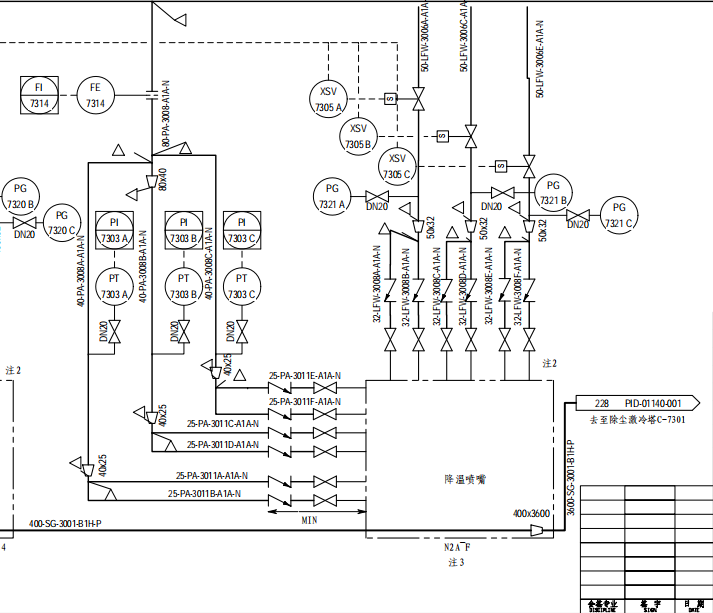 50-LFW-3006A-A1A-N
50-LFW-3006C-A1A-N
50-LFW-3006E-A1A-N
FI
7314
FE
7314
80-PA-3008-A1A-N
XSV
7305 A
S
XSV
7305 B
S
XSV
7305 C
S
80x40
PG
7320 B
DN20
PG
7320 C
PI
7303 A
PI
7303 B
PI
7303 C
PG
7321 A
DN20
PG
7321 B
DN20
PG
7321 C
DN20
50x32
50x32
50x32
40-PA-3008A-A1A-N
40-PA-3008B-A1A-N
40-PA-3008C-A1A-N
PT
7303 A
PT
7303 B
PT
7303 C
32-LFW-3008A-A1A-N
32-LFW-3008B-A1A-N
32-LFW-3008C-A1A-N
32-LFW-3008D-A1A-N
32-LFW-3008E-A1A-N
32-LFW-3008F-A1A-N
DN20
DN20
DN20
注2
注2
40x25
25-PA-3011E-A1A-N
25-PA-3011F-A1A-N
228 PID-01140-001
去至除尘激冷塔C-7301
40x25
25-PA-3011C-A1A-N
25-PA-3011D-A1A-N
40x25
25-PA-3011A-A1A-N
25-PA-3011B-A1A-N
降温喷嘴
MIN
400x3600
3600-SG-3001-B1H-P
400-SG-3001-B1H-P
4
N2A~F
注3
会签专业
DISCIPLINE
签 字
SIGN
日 期
DATE